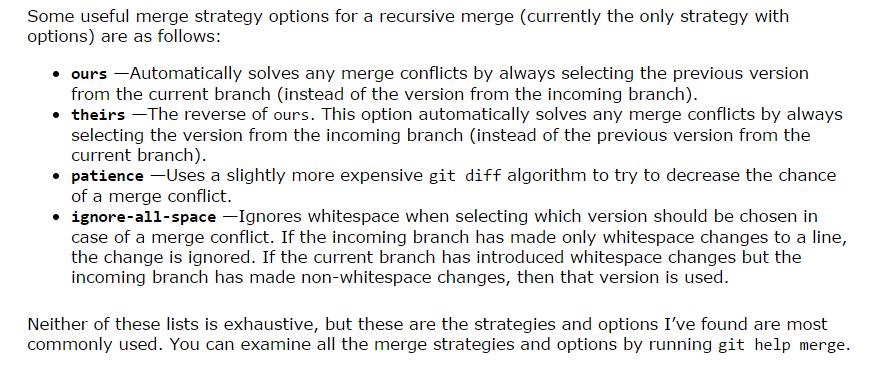 Some useful merge strategy options for a recursive merge (currently the only strategy with
options) are as follows:
• ours —Automatically solves any merge conflicts by always selecting the previous version
from the current branch (instead of the version from the incoming branch).
• theirs —The reverse of ours. This option automatically solves any merge conflicts by always
selecting the version from the incoming branch (instead of the previous version from the
current branch).
• patience —Uses a slightly more expensive git diff algorithm to try to decrease the chance
of a merge conflict.
• ignore-all-space —Ignores whitespace when selecting which version should be chosen in
case of a merge conflict. If the incoming branch has made only whitespace changes to a line,
the change is ignored. If the current branch has introduced whitespace changes but the
incoming branch has made non-whitespace changes, then that version is used.
Neither of these lists is exhaustive, but these are the strategies and options I’ve found are most
commonly used. You can examine all the merge strategies and options by running git help merge.